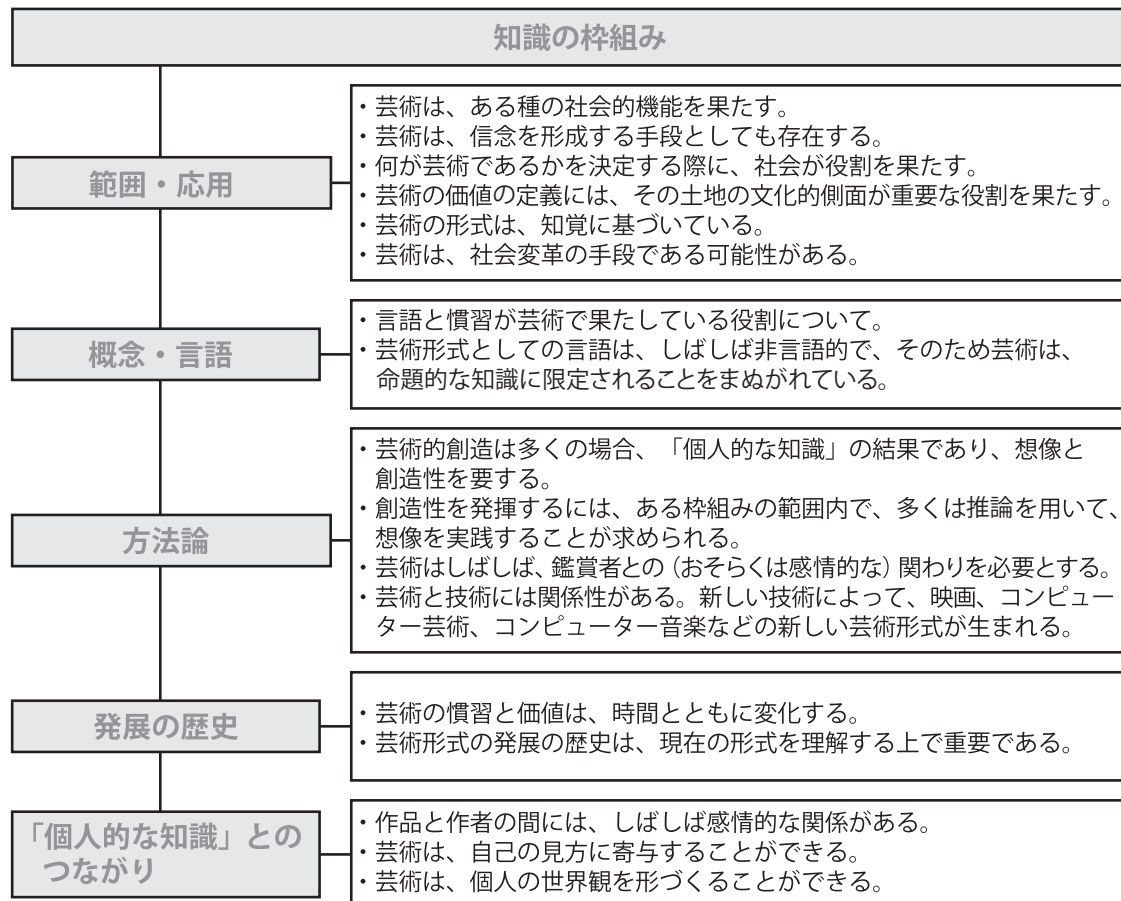 知識の枠組み
範囲・応用
・芸術は、ある種の社会的機能を果たす。
・芸術は、信念を形成する手段としても存在する。
・何が芸術であるかを決定する際に、社会が役割を果たす。
・芸術の価値の定義には、その土地の文化的側面が重要な役割を果たす。
・芸術の形式は、知覚に基づいている。
・芸術は、社会変革の手段である可能性がある。
概念・言語
・言語と慣習が芸術で果たしている役割について。
・芸術形式としての言語は、しばしば非言語的で、そのため芸術は、
命題的な知識に限定されることをまぬがれている。
方法論
・芸術的創造は多くの場合、「個人的な知識」の結果であり、想像と
創造性を要する。
・創造性を発揮するには、ある枠組みの範囲内で、多くは推論を用いて、
想像を実践することが求められる。
・芸術はしばしば、鑑賞者との（おそらくは感情的な）関わりを必要とする。
・芸術と技術には関係性がある。新しい技術によって、映画、コンピュー
ター芸術、コンピューター音楽などの新しい芸術形式が生まれる。
発展の歴史
・芸術の慣習と価値は、時間とともに変化する。
・芸術形式の発展の歴史は、現在の形式を理解する上で重要である。
「個人的な知識」との
つながり
・作品と作者の間には、しばしば感情的な関係がある。
・芸術は、自己の見方に寄与することができる。
・芸術は、個人の世界観を形づくることができる。